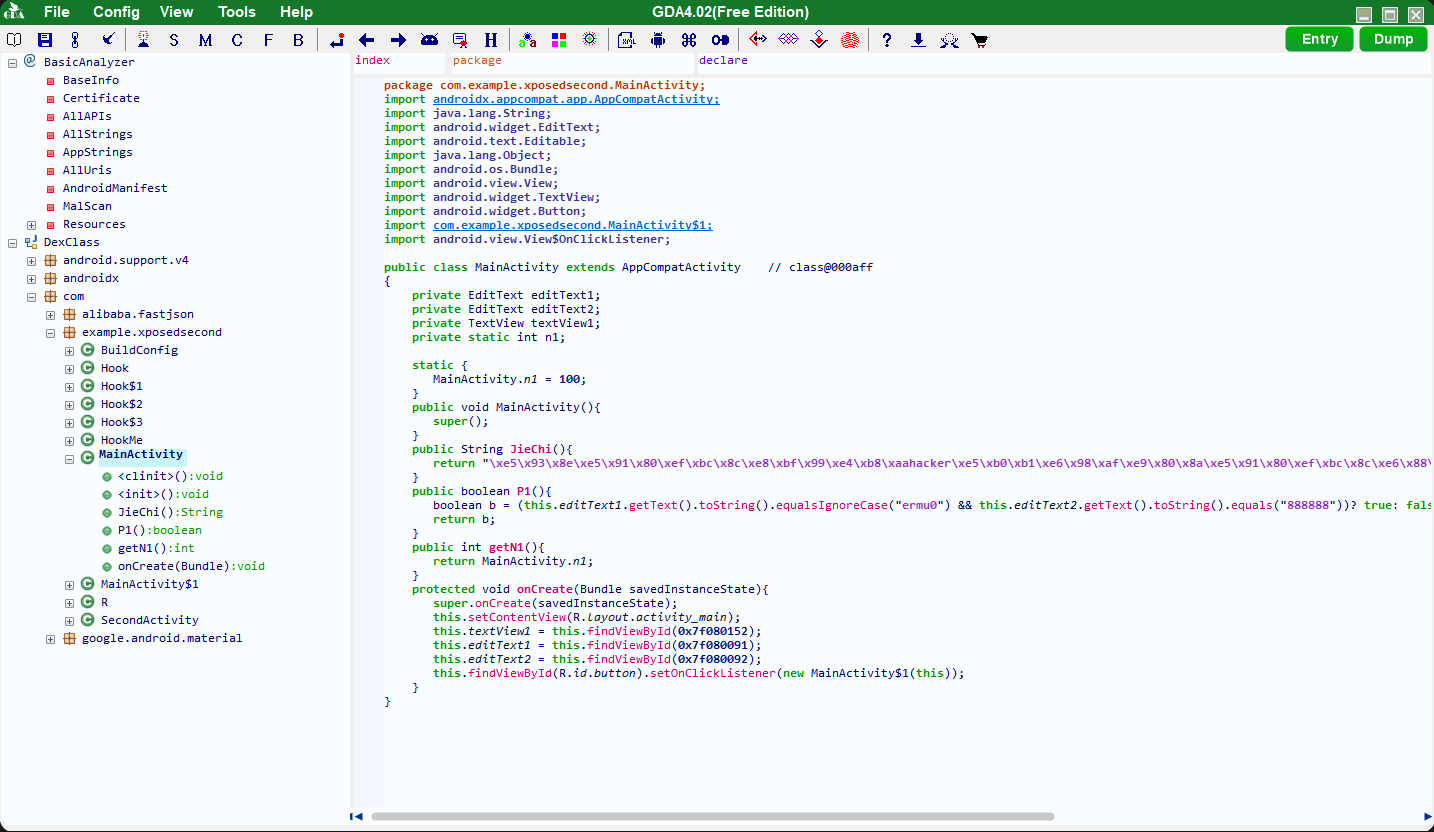 GDA File Config View Tools Help GDA4.02(Free Edition)
S M C F B H XML ? Entry Dump
index package declare
BasicAnalyzer
BaseInfo
Certificate
AllAPIs
AllStrings
AppStrings
AllUris
AndroidManifest
MalScan
Resources
DexClass
android.support.v4
androidx
com
alibaba.fastjson
example.xposedsecond
BuildConfig
Hook
Hook$1
Hook$2
Hook$3
HookMe
MainActivity
<clinit>():void
<init>():void
JieChi():String
P1():boolean
getN1():int
onCreate(Bundle):void
MainActivity$1
R
SecondActivity
google.android.material
package com.example.xposedsecond.MainActivity;
import androidx.appcompat.app.AppCompatActivity;
import java.lang.String;
import android.widget.EditText;
import android.text.Editable;
import java.lang.Object;
import android.os.Bundle;
import android.view.View;
import android.widget.TextView;
import android.widget.Button;
import com.example.xposedsecond.MainActivity$1;
import android.view.View$OnClickListener;
public class MainActivity extends AppCompatActivity // class@000aff
{
private EditText editText1;
private EditText editText2;
private TextView textView1;
private static int n1;
static {
MainActivity.n1 = 100;
}
public void MainActivity(){
super();
}
public String JieChi(){
return "\xe5\x93\x8e\xe5\x91\x80\xef\xbc\x8c\xe8\xbf\x99\xe4\xb8\xaahacker\xe5\xb0\xb1\xe6\x98\xaf\xe9\x80\x8a\xe5\x91\x80\xef\xbc\x8c\xe6\x88\
}
public boolean P1(){
boolean b = (this.editText1.getText().toString().equalsIgnoreCase("ermu0") && this.editText2.getText().toString().equals("888888"))? true: fals
return b;
}
public int getN1(){
return MainActivity.n1;
}
protected void onCreate(Bundle savedInstanceState){
super.onCreate(savedInstanceState);
this.setContentView(R.layout.activity_main);
this.textView1 = this.findViewById(0x7f080152);
this.editText1 = this.findViewById(0x7f080091);
this.editText2 = this.findViewById(0x7f080092);
this.findViewById(R.id.button).setOnClickListener(new MainActivity$1(this));
}
}